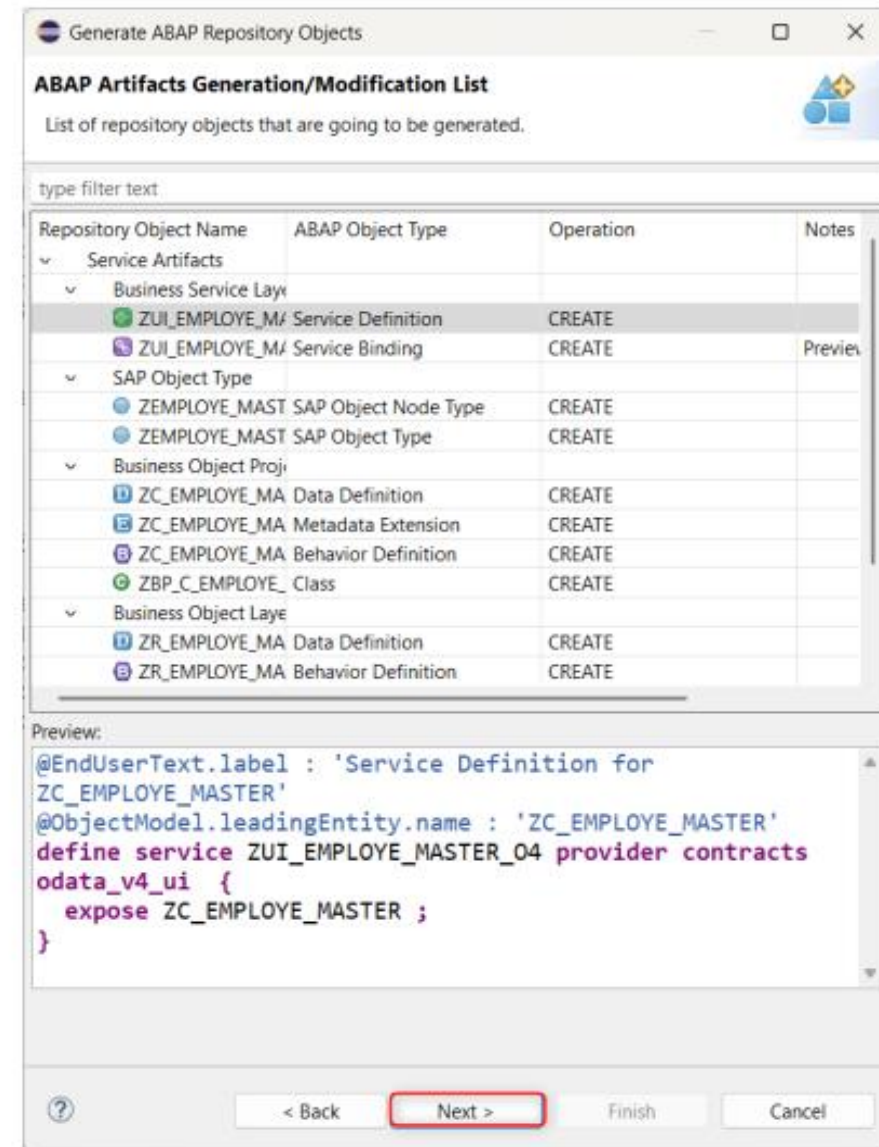 Generate ABAP Repository Objects
ABAP Artifacts Generation/Modification List
List of repository objects that are going to be generated.
type filter text
Repository Object Name ABAP Object Type Operation Notes
Service Artifacts
Business Service Laye
ZUI_EMPLOYE_MA Service Definition CREATE
ZUI_EMPLOYE_MA Service Binding CREATE Preview
SAP Object Type
ZEMPLOYE_MAST SAP Object Node Type CREATE
ZEMPLOYE_MAST SAP Object Type CREATE
Business Object Proje
ZC_EMPLOYE_MA Data Definition CREATE
ZC_EMPLOYE_MA Metadata Extension CREATE
ZC_EMPLOYE_MA Behavior Definition CREATE
ZBP_C_EMPLOYE_ Class CREATE
Business Object Laye
ZR_EMPLOYE_MA Data Definition CREATE
ZR_EMPLOYE_MA Behavior Definition CREATE
Preview:
@EndUserText.label : 'Service Definition for
ZC_EMPLOYE_MASTER'
@ObjectModel.leadingEntity.name : 'ZC_EMPLOYE_MASTER'
define service ZUI_EMPLOYE_MASTER_O4 provider contracts
odata_v4_ui {
expose ZC_EMPLOYE_MASTER ;
}
< Back Next > Finish Cancel